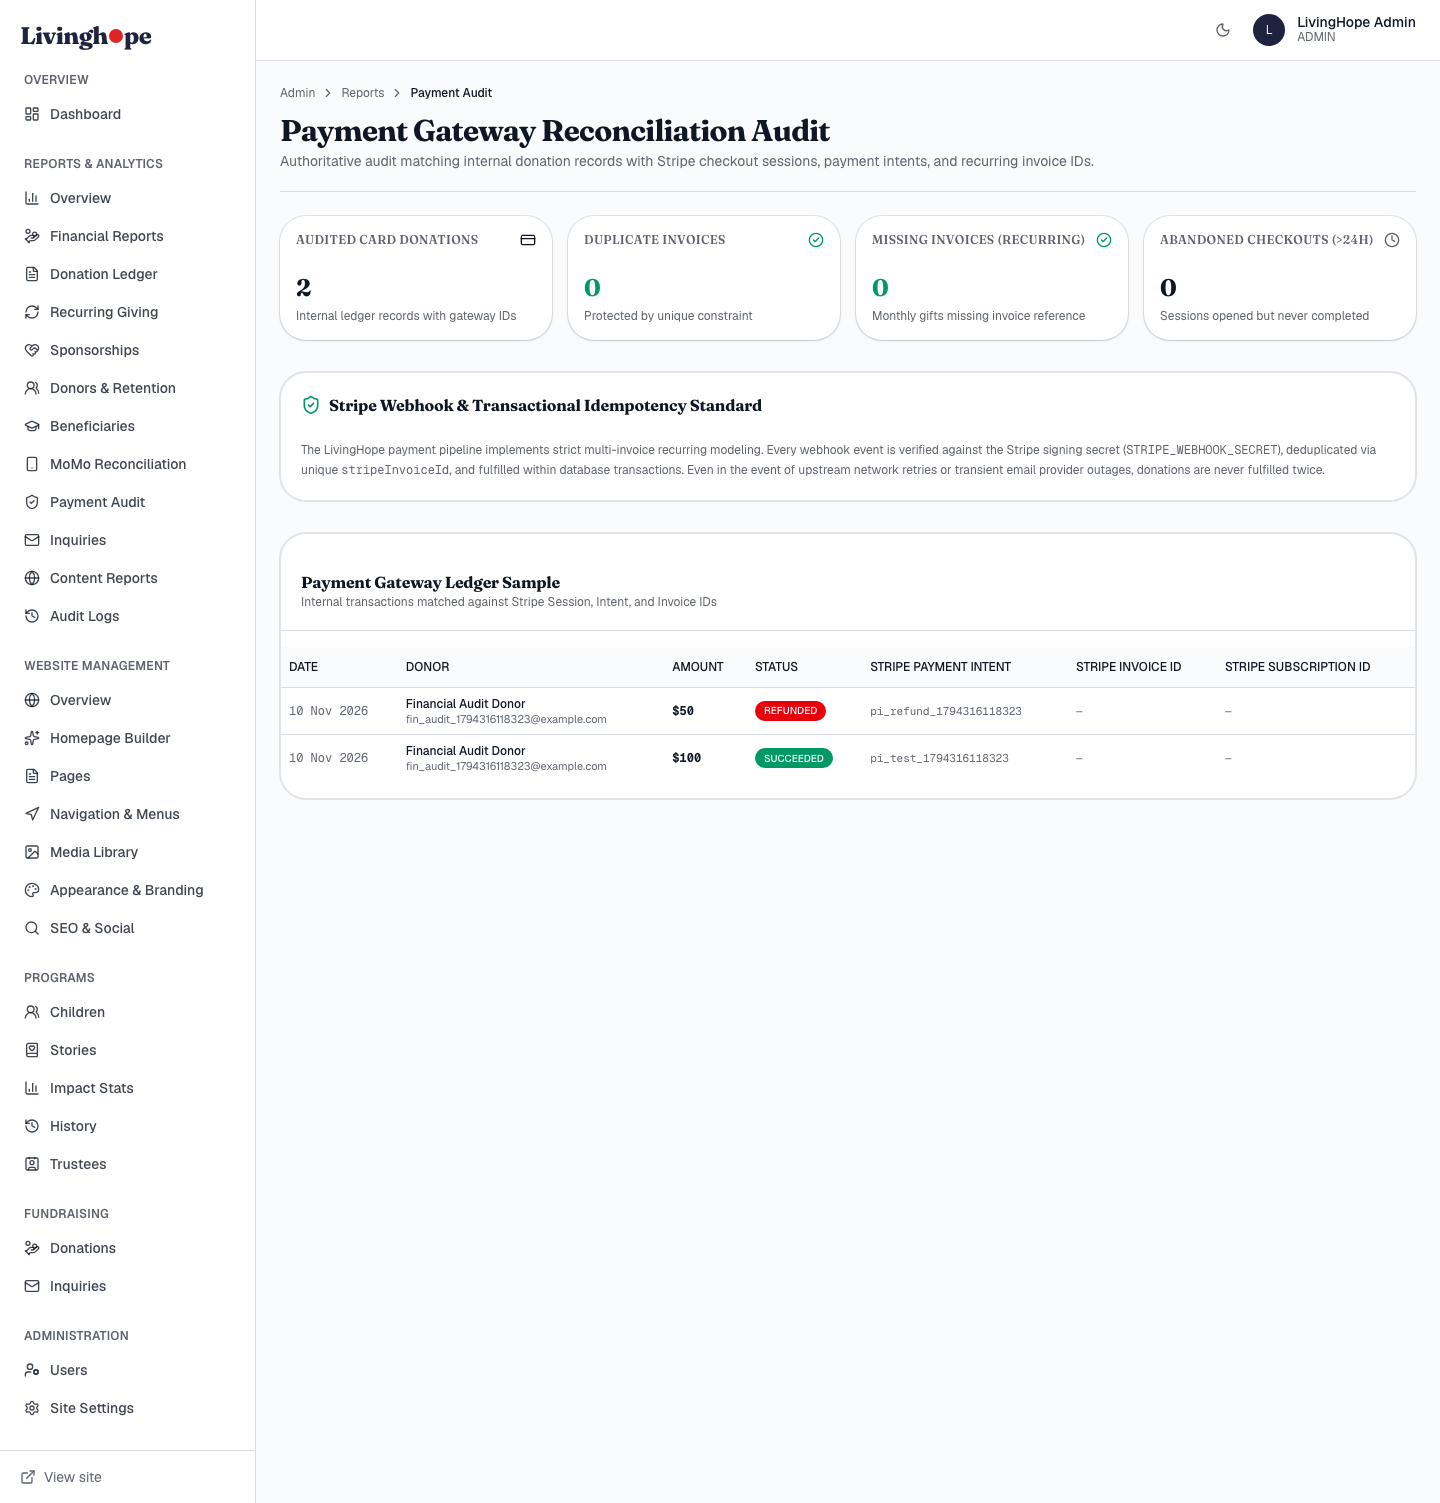 Livinghope
OVERVIEW
Dashboard
REPORTS & ANALYTICS
Overview
Financial Reports
Donation Ledger
Recurring Giving
Sponsorships
Donors & Retention
Beneficiaries
MoMo Reconciliation
Payment Audit
Inquiries
Content Reports
Audit Logs
WEBSITE MANAGEMENT
Overview
Homepage Builder
Pages
Navigation & Menus
Media Library
Appearance & Branding
SEO & Social
PROGRAMS
Children
Stories
Impact Stats
History
Trustees
FUNDRAISING
Donations
Inquiries
ADMINISTRATION
Users
Site Settings
View site
L
LivingHope Admin
ADMIN
Admin > Reports > Payment Audit
Payment Gateway Reconciliation Audit
Authoritative audit matching internal donation records with Stripe checkout sessions, payment intents, and recurring invoice IDs.
AUDITED CARD DONATIONS
2
Internal ledger records with gateway IDs
DUPLICATE INVOICES
0
Protected by unique constraint
MISSING INVOICES (RECURRING)
0
Monthly gifts missing invoice reference
ABANDONED CHECKOUTS (>24H)
0
Sessions opened but never completed
Stripe Webhook & Transactional Idempotency Standard
The LivingHope payment pipeline implements strict multi-invoice recurring modeling. Every webhook event is verified against the Stripe signing secret (STRIPE_WEBHOOK_SECRET), deduplicated via
unique stripeInvoiceId, and fulfilled within database transactions. Even in the event of upstream network retries or transient email provider outages, donations are never fulfilled twice.
Payment Gateway Ledger Sample
Internal transactions matched against Stripe Session, Intent, and Invoice IDs
DATE DONOR AMOUNT STATUS STRIPE PAYMENT INTENT STRIPE INVOICE ID STRIPE SUBSCRIPTION ID
10 Nov 2026 Financial Audit Donor $50 REFUNDED pi_refund_1794316118323 — —
fin_audit_1794316118323@example.com
10 Nov 2026 Financial Audit Donor $100 SUCCEEDED pi_test_1794316118323 — —
fin_audit_1794316118323@example.com